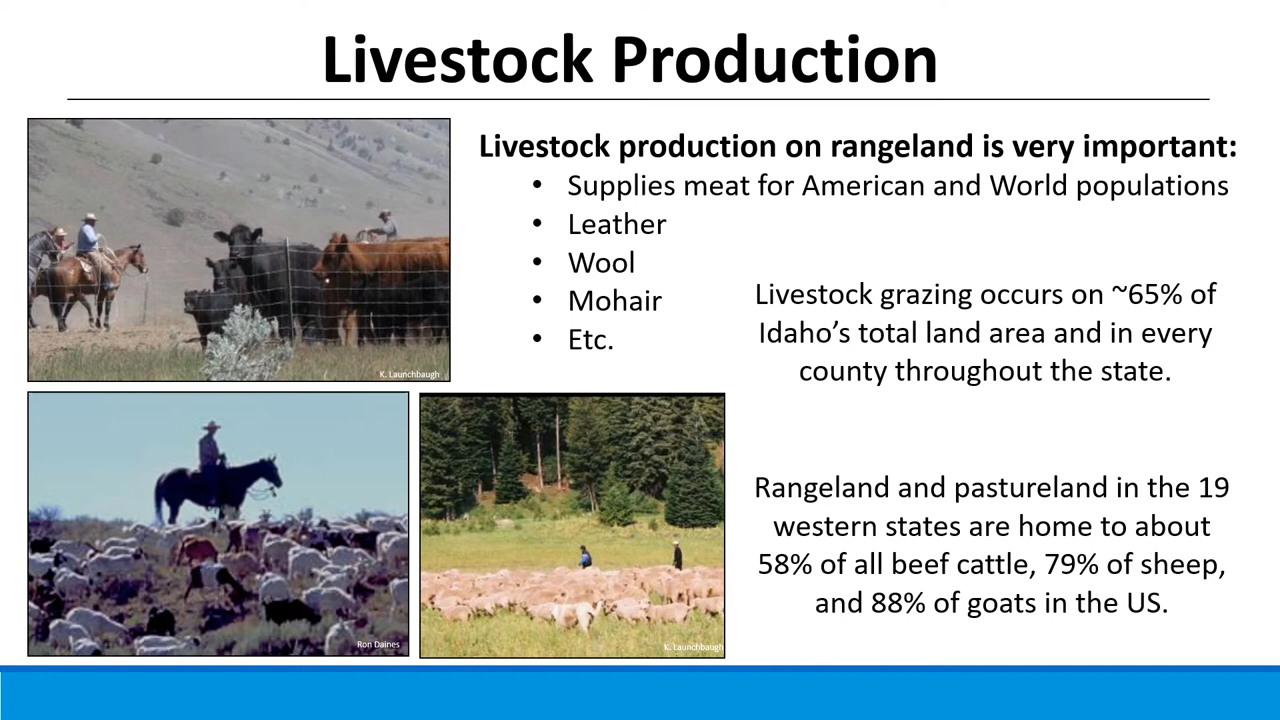 Livestock Production
Livestock production on rangeland is very important:
• Supplies meat for American and World populations
• Leather
• Wool
• Mohair
• Etc.
Livestock grazing occurs on ~65% of
Idaho’s total land area and in every
county throughout the state.
K. Launchbaugh
Rangeland and pastureland in the 19
western states are home to about
58% of all beef cattle, 79% of sheep,
and 88% of goats in the US.
Ron Daines
K. Launchbaugh